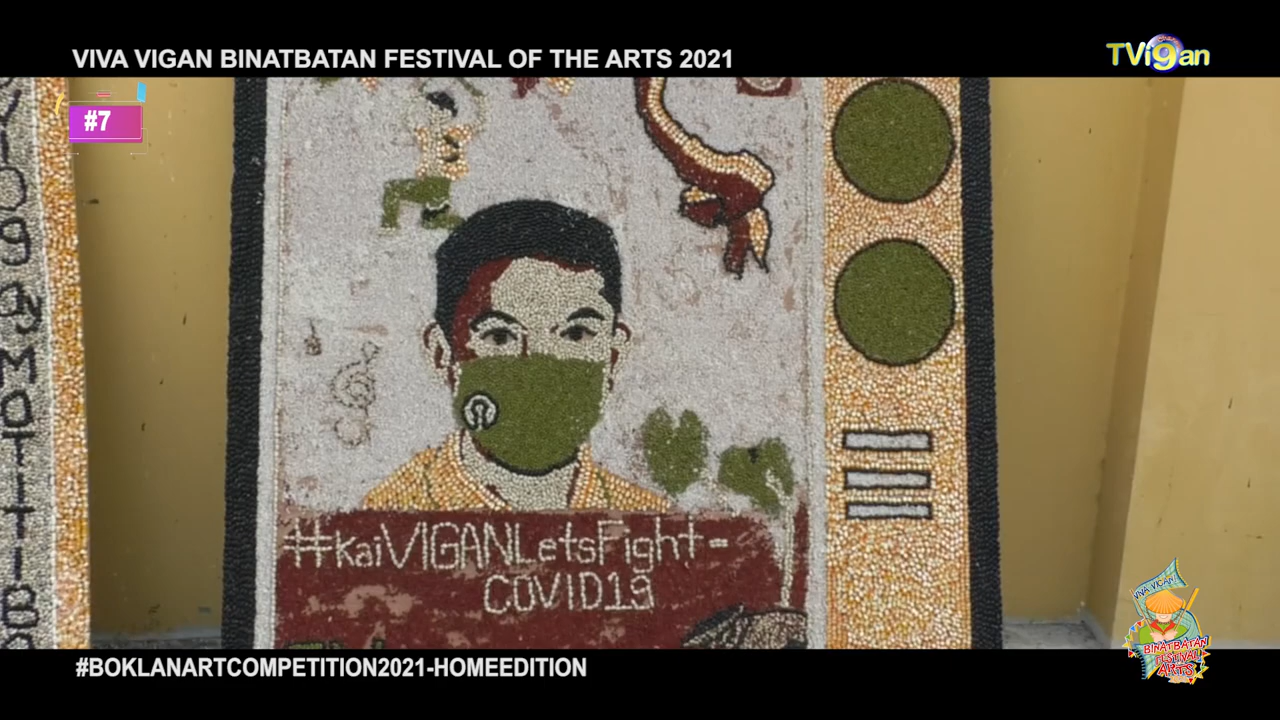 VIVA VIGAN BINATBATAN FESTIVAL OF THE ARTS 2021
TVigan
#7
#kaiVIGANLetsFight-
COVID19
VIVA VIGAN
BINATBATAN
FESTIVAL
ARTS
#BOKLANARTCOMPETITION2021-HOMEEDITION